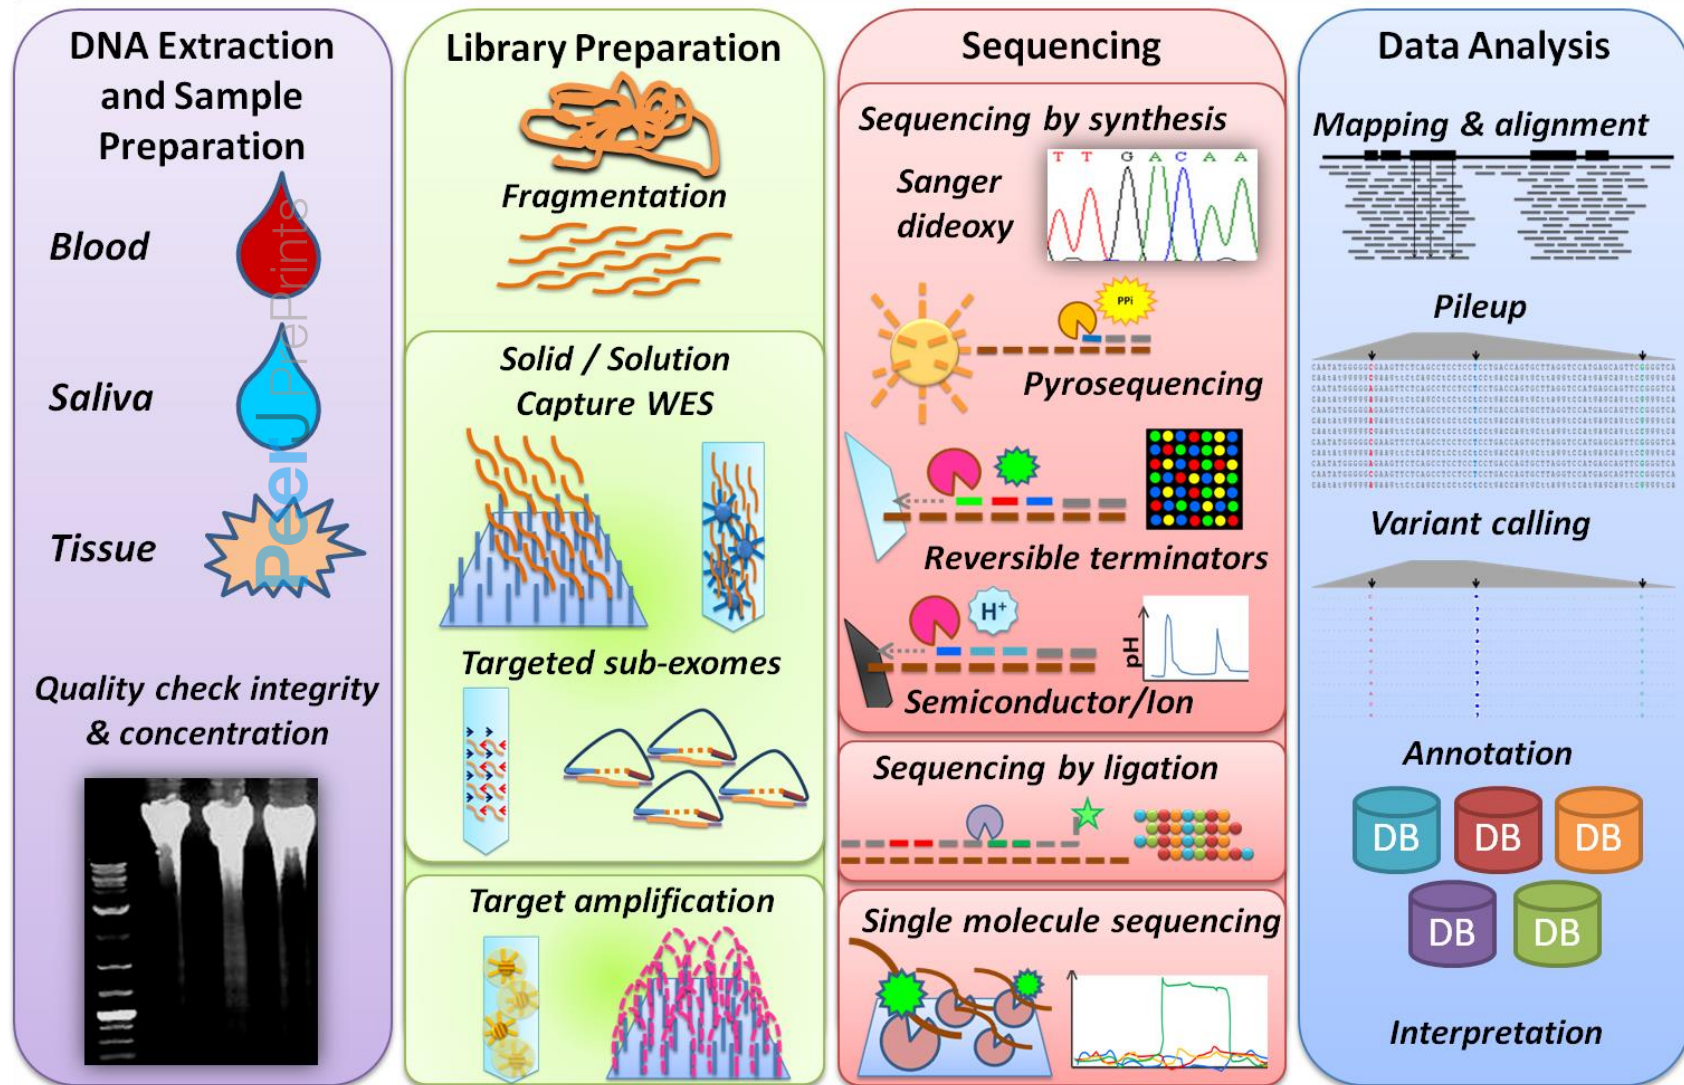 DNA Extraction
and Sample
Preparation
Blood
Saliva
Tissue
Quality check integrity
& concentration
PeerJ PrePrints
Library Preparation
Fragmentation
Solid / Solution
Capture WES
Targeted sub-exomes
Target amplification
Sequencing
Sequencing by synthesis
Sanger
dideoxy
T T G A C A A
PPi
Pyrosequencing
Reversible terminators
H⁺
pH
Semiconductor/Ion
Sequencing by ligation
Single molecule sequencing
Data Analysis
Mapping & alignment
Pileup
Variant calling
Annotation
DB DB DB
DB DB
Interpretation